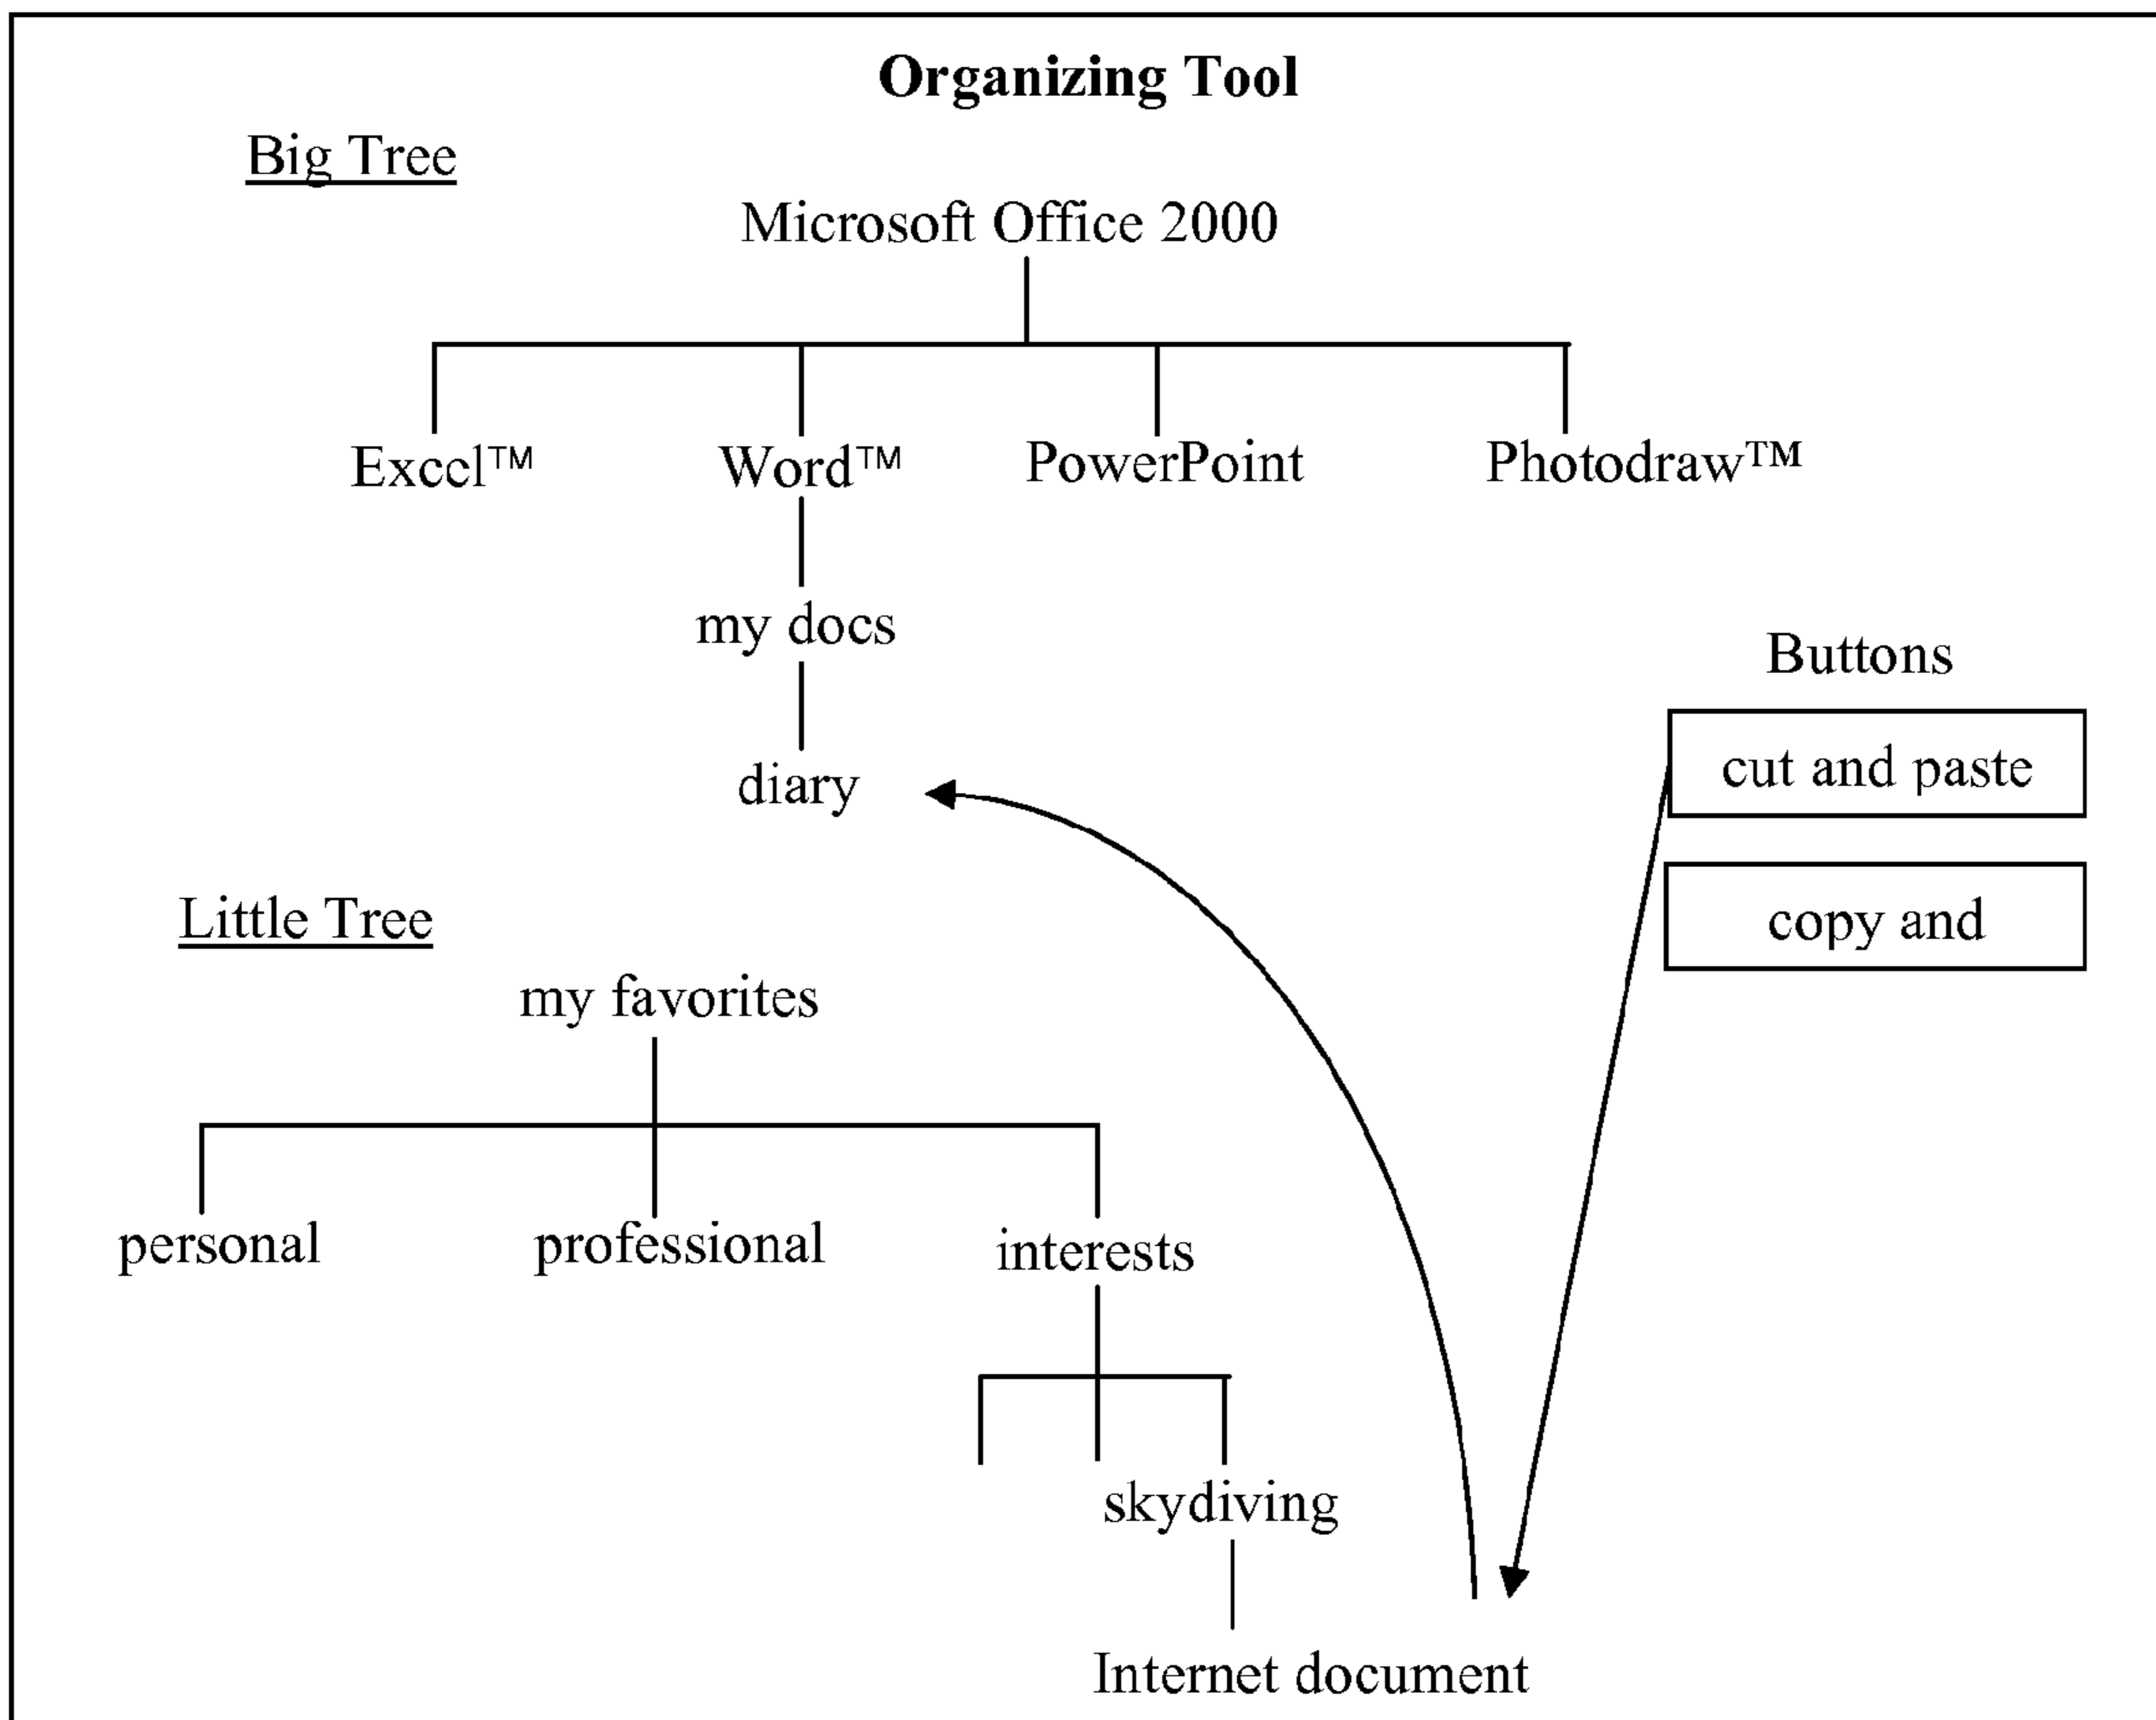 Organizing Tool
Big Tree
Microsoft Office 2000
Exccl™ Word™ PowerPoint Photodraw™
my docs
Buttons
cut and paste
diary
copy and
Little Tree
my favorites
personal professional interests
skydiving
Internet document